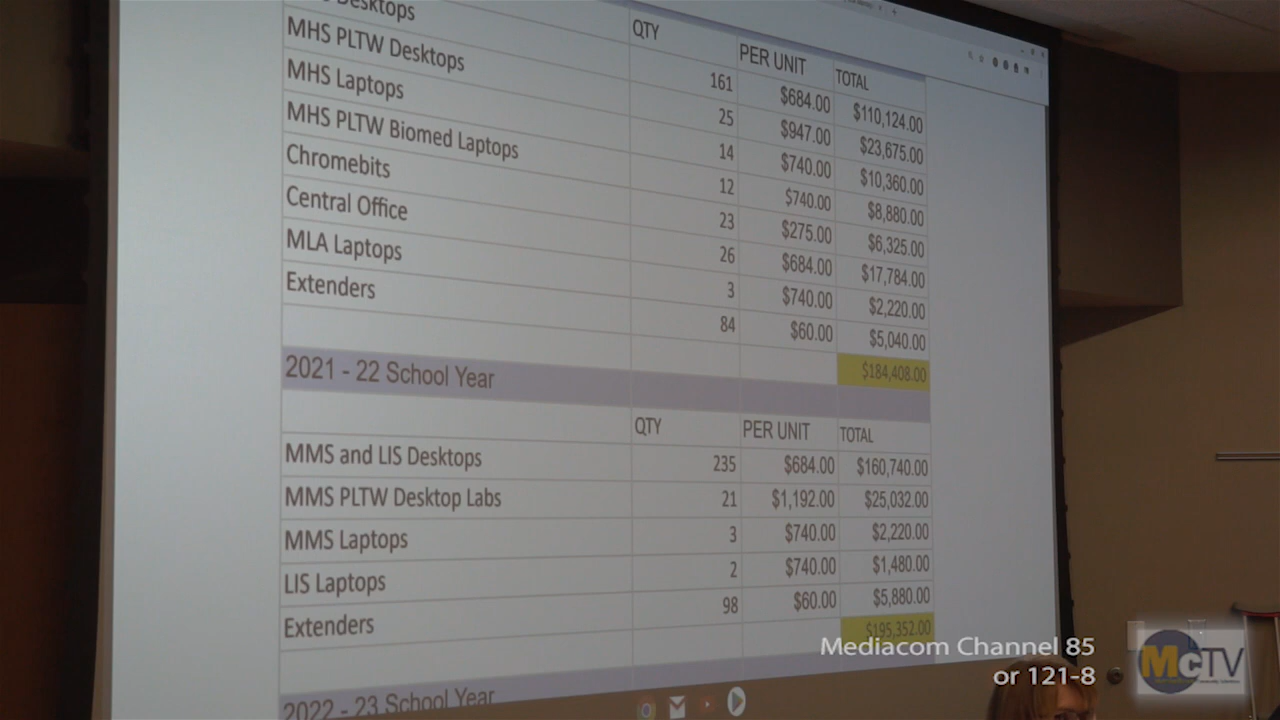 QTY PER UNIT TOTAL
Desktops 161 $684.00 $110,124.00
MHS PLTW Desktops 25 $947.00 $23,675.00
MHS Laptops 14 $740.00 $10,360.00
MHS PLTW Biomed Laptops 12 $740.00 $8,880.00
Chromebits 23 $275.00 $6,325.00
Central Office 26 $684.00 $17,784.00
MLA Laptops 3 $740.00 $2,220.00
Extenders 84 $60.00 $5,040.00
$184,408.00
2021 - 22 School Year
QTY PER UNIT TOTAL
MMS and LIS Desktops 235 $684.00 $160,740.00
MMS PLTW Desktop Labs 21 $1,192.00 $25,032.00
MMS Laptops 3 $740.00 $2,220.00
LIS Laptops 2 $740.00 $1,480.00
Extenders 98 $60.00 $5,880.00
$195,352.00
2022 - 23 School Year
Mediacom Channel 85
or 121-8
McTV